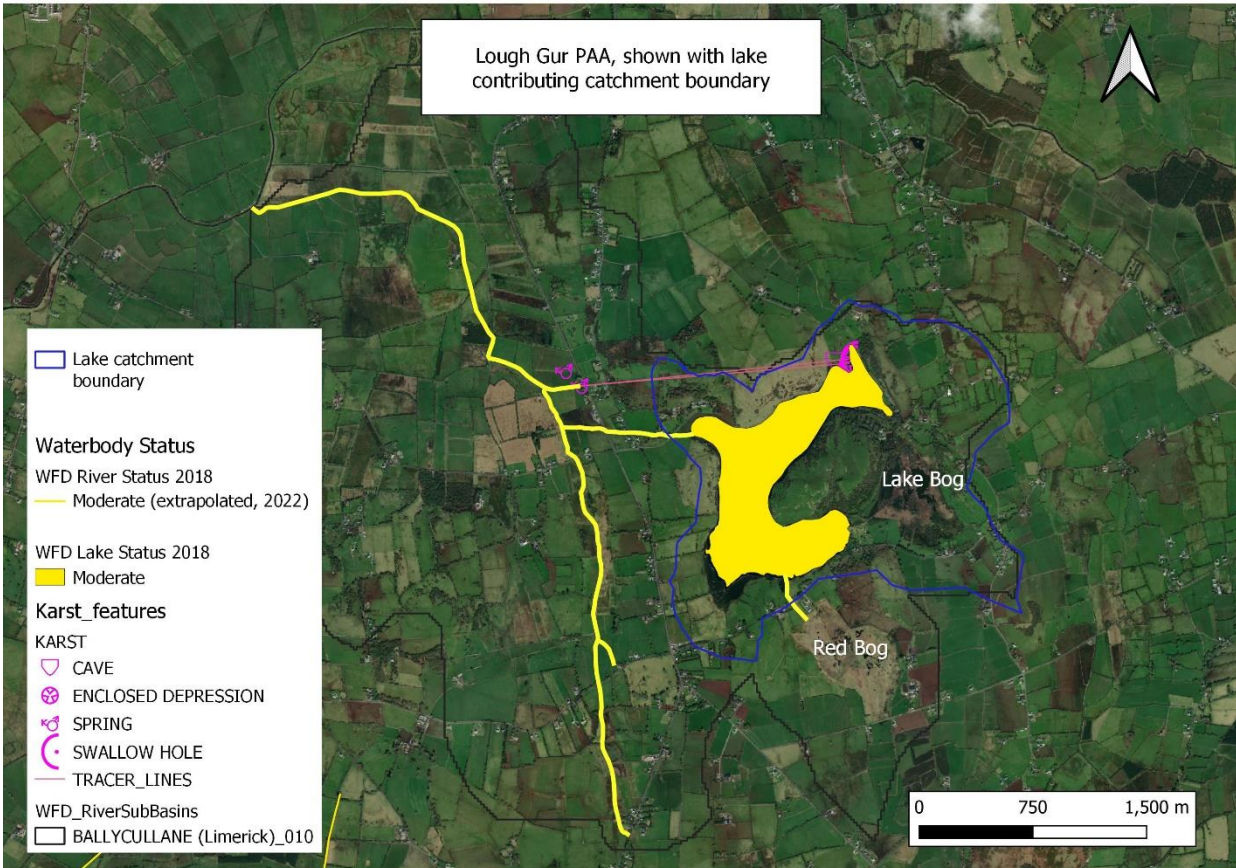 Lough Gur PAA, shown with lake
contributing catchment boundary
Lake catchment
boundary
Waterbody Status
WFD River Status 2018
Moderate (extrapolated, 2022)
WFD Lake Status 2018
Moderate
Karst_features
KARST
CAVE
ENCLOSED DEPRESSION
SPRING
SWALLOW HOLE
TRACER_LINES
WFD_RiverSubBasins
BALLYCULLANE (Limerick)_010
Lake Bog
Red Bog
0 750 1,500 m